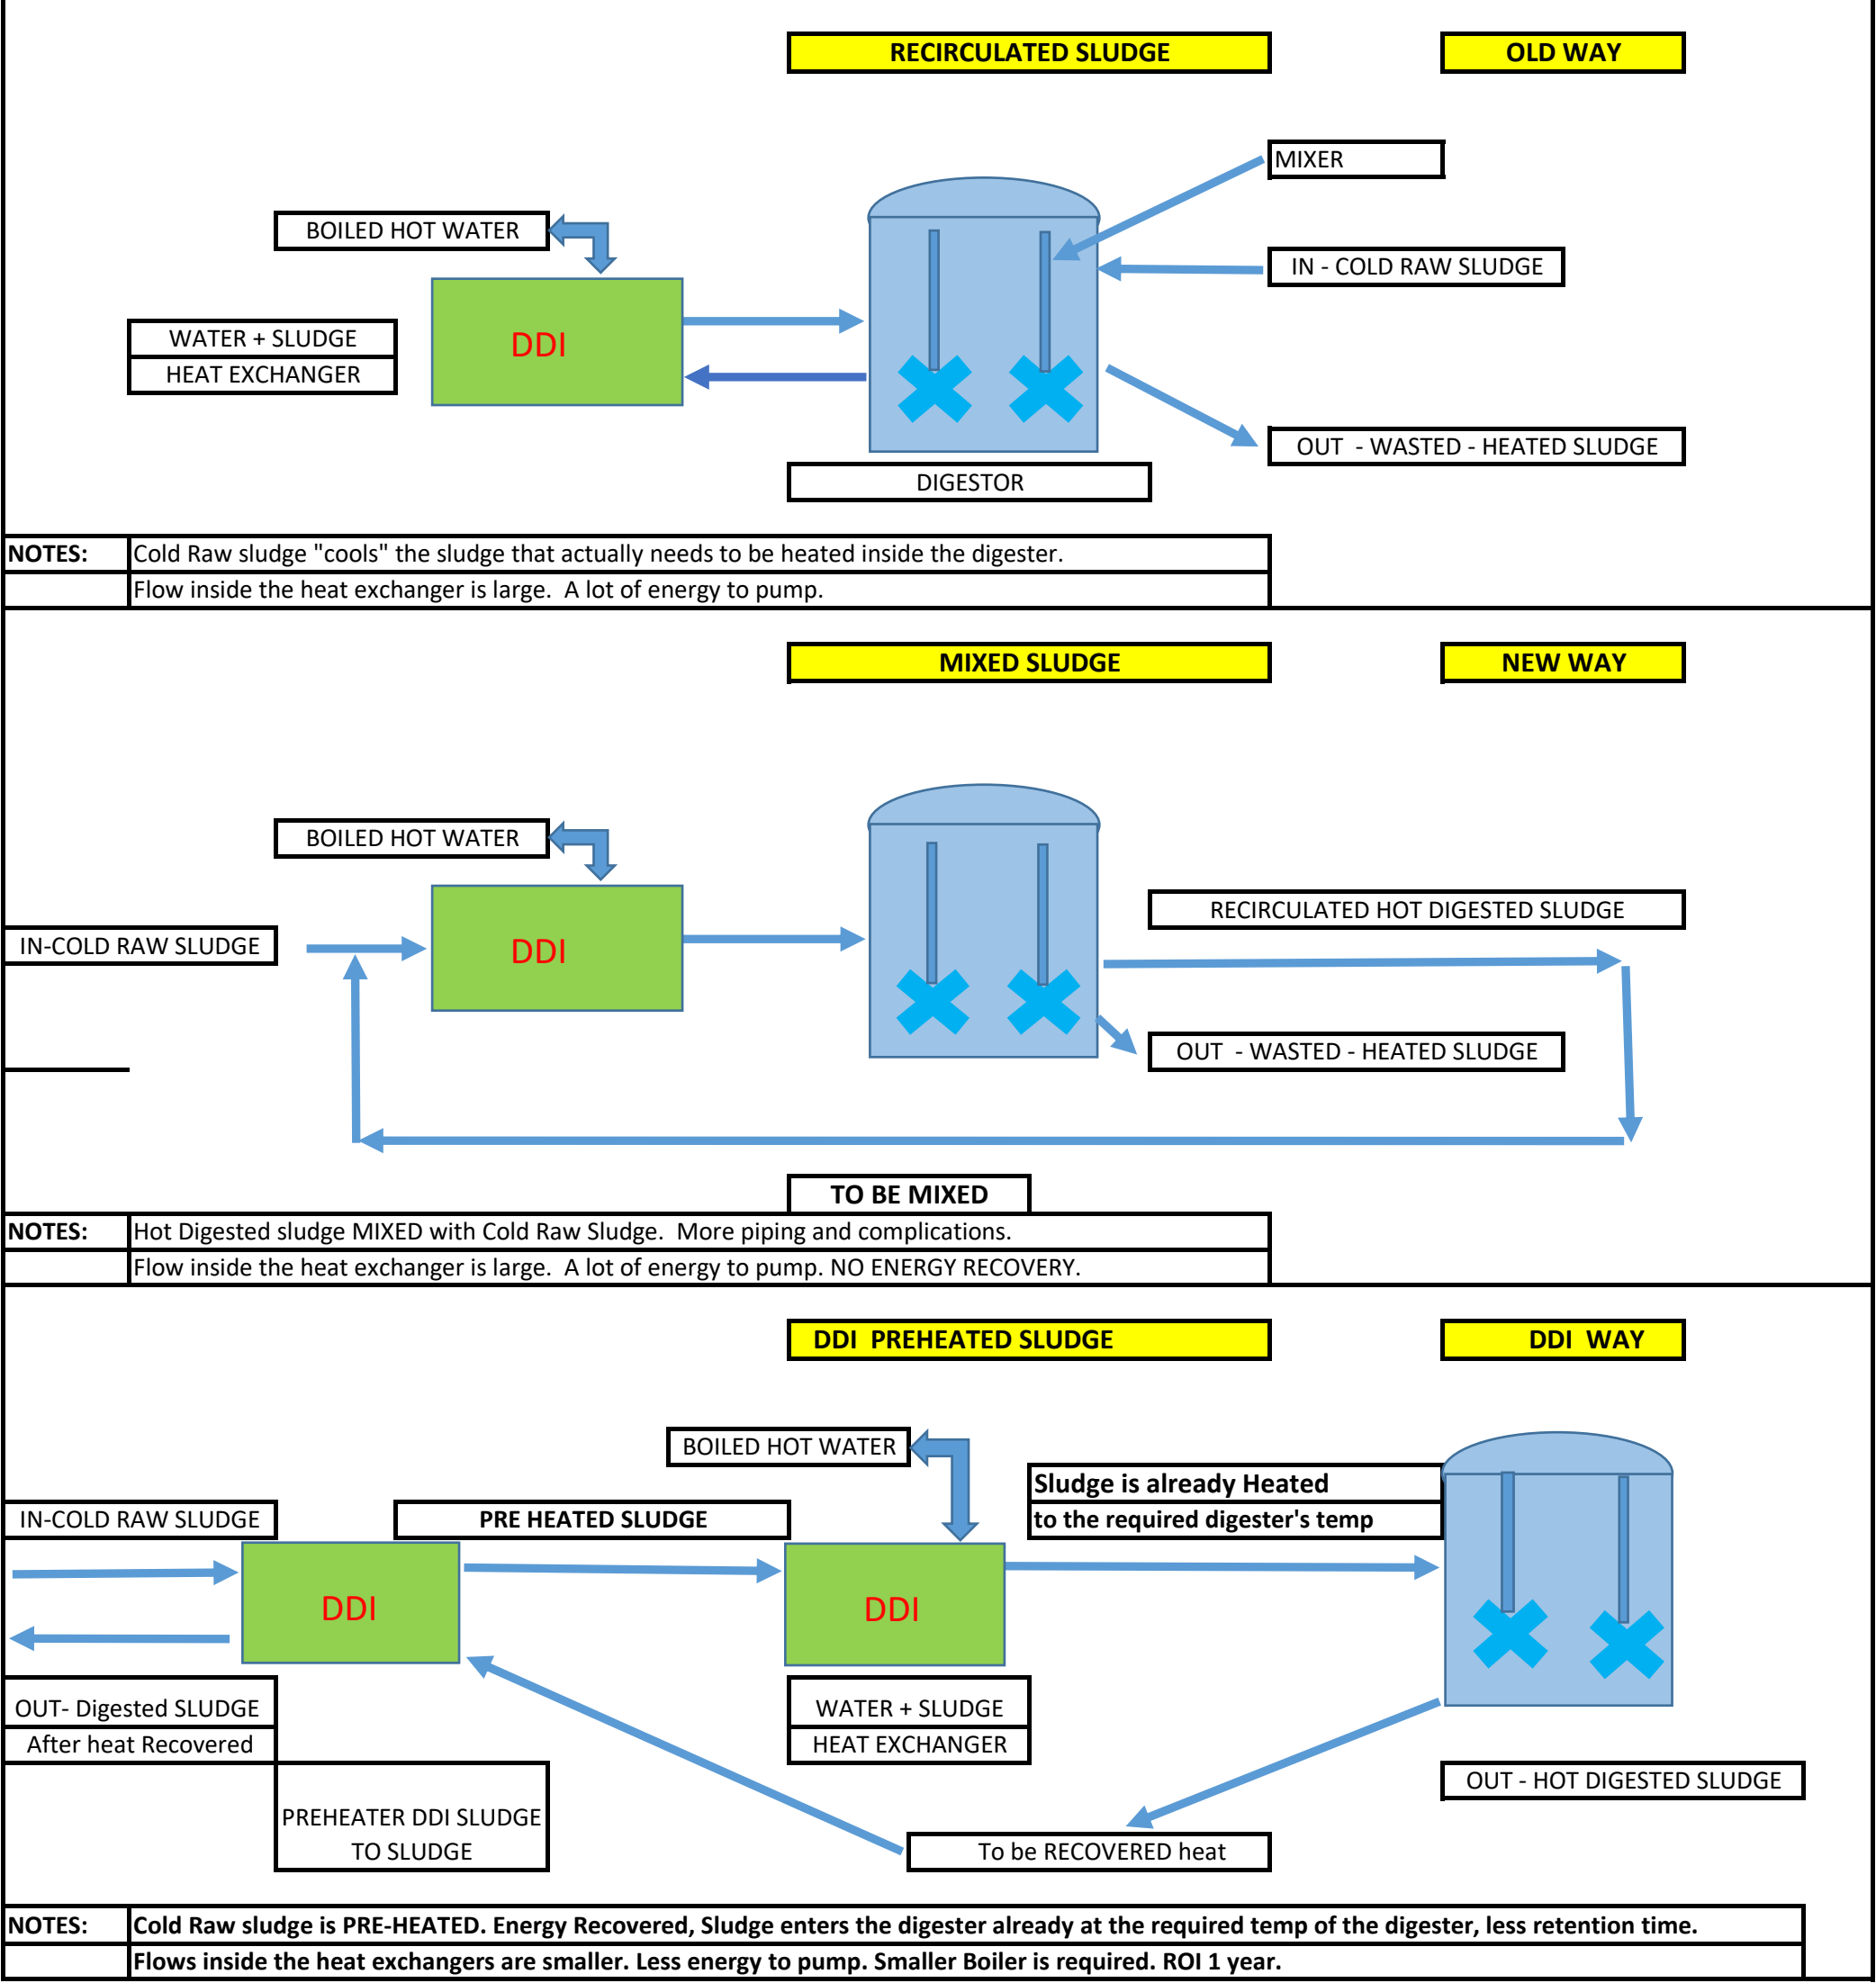 RECIRCULATED SLUDGE
OLD WAY
MIXER
BOILED HOT WATER
IN - COLD RAW SLUDGE
WATER + SLUDGE
HEAT EXCHANGER
DDI
OUT - WASTED - HEATED SLUDGE
DIGESTOR
NOTES: Cold Raw sludge "cools" the sludge that actually needs to be heated inside the digester.
Flow inside the heat exchanger is large. A lot of energy to pump.
MIXED SLUDGE
NEW WAY
BOILED HOT WATER
RECIRCULATED HOT DIGESTED SLUDGE
IN-COLD RAW SLUDGE
DDI
OUT - WASTED - HEATED SLUDGE
TO BE MIXED
NOTES: Hot Digested sludge MIXED with Cold Raw Sludge. More piping and complications.
Flow inside the heat exchanger is large. A lot of energy to pump. NO ENERGY RECOVERY.
DDI PREHEATED SLUDGE
DDI WAY
BOILED HOT WATER
Sludge is already Heated
to the required digester's temp
IN-COLD RAW SLUDGE
PRE HEATED SLUDGE
DDI
DDI
OUT- Digested SLUDGE
After heat Recovered
WATER + SLUDGE
HEAT EXCHANGER
OUT - HOT DIGESTED SLUDGE
PREHEATER DDI SLUDGE
TO SLUDGE
To be RECOVERED heat
NOTES: Cold Raw sludge is PRE-HEATED. Energy Recovered, Sludge enters the digester already at the required temp of the digester, less retention time.
Flows inside the heat exchangers are smaller. Less energy to pump. Smaller Boiler is required. ROI 1 year.